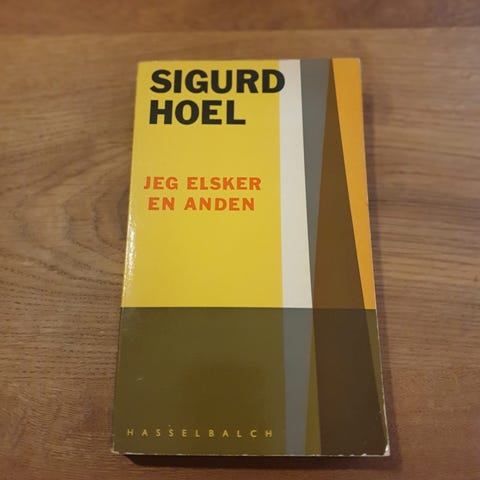 SIGURD
HOEL
JEG ELSKER
EN ANDEN
HASSELBALCH